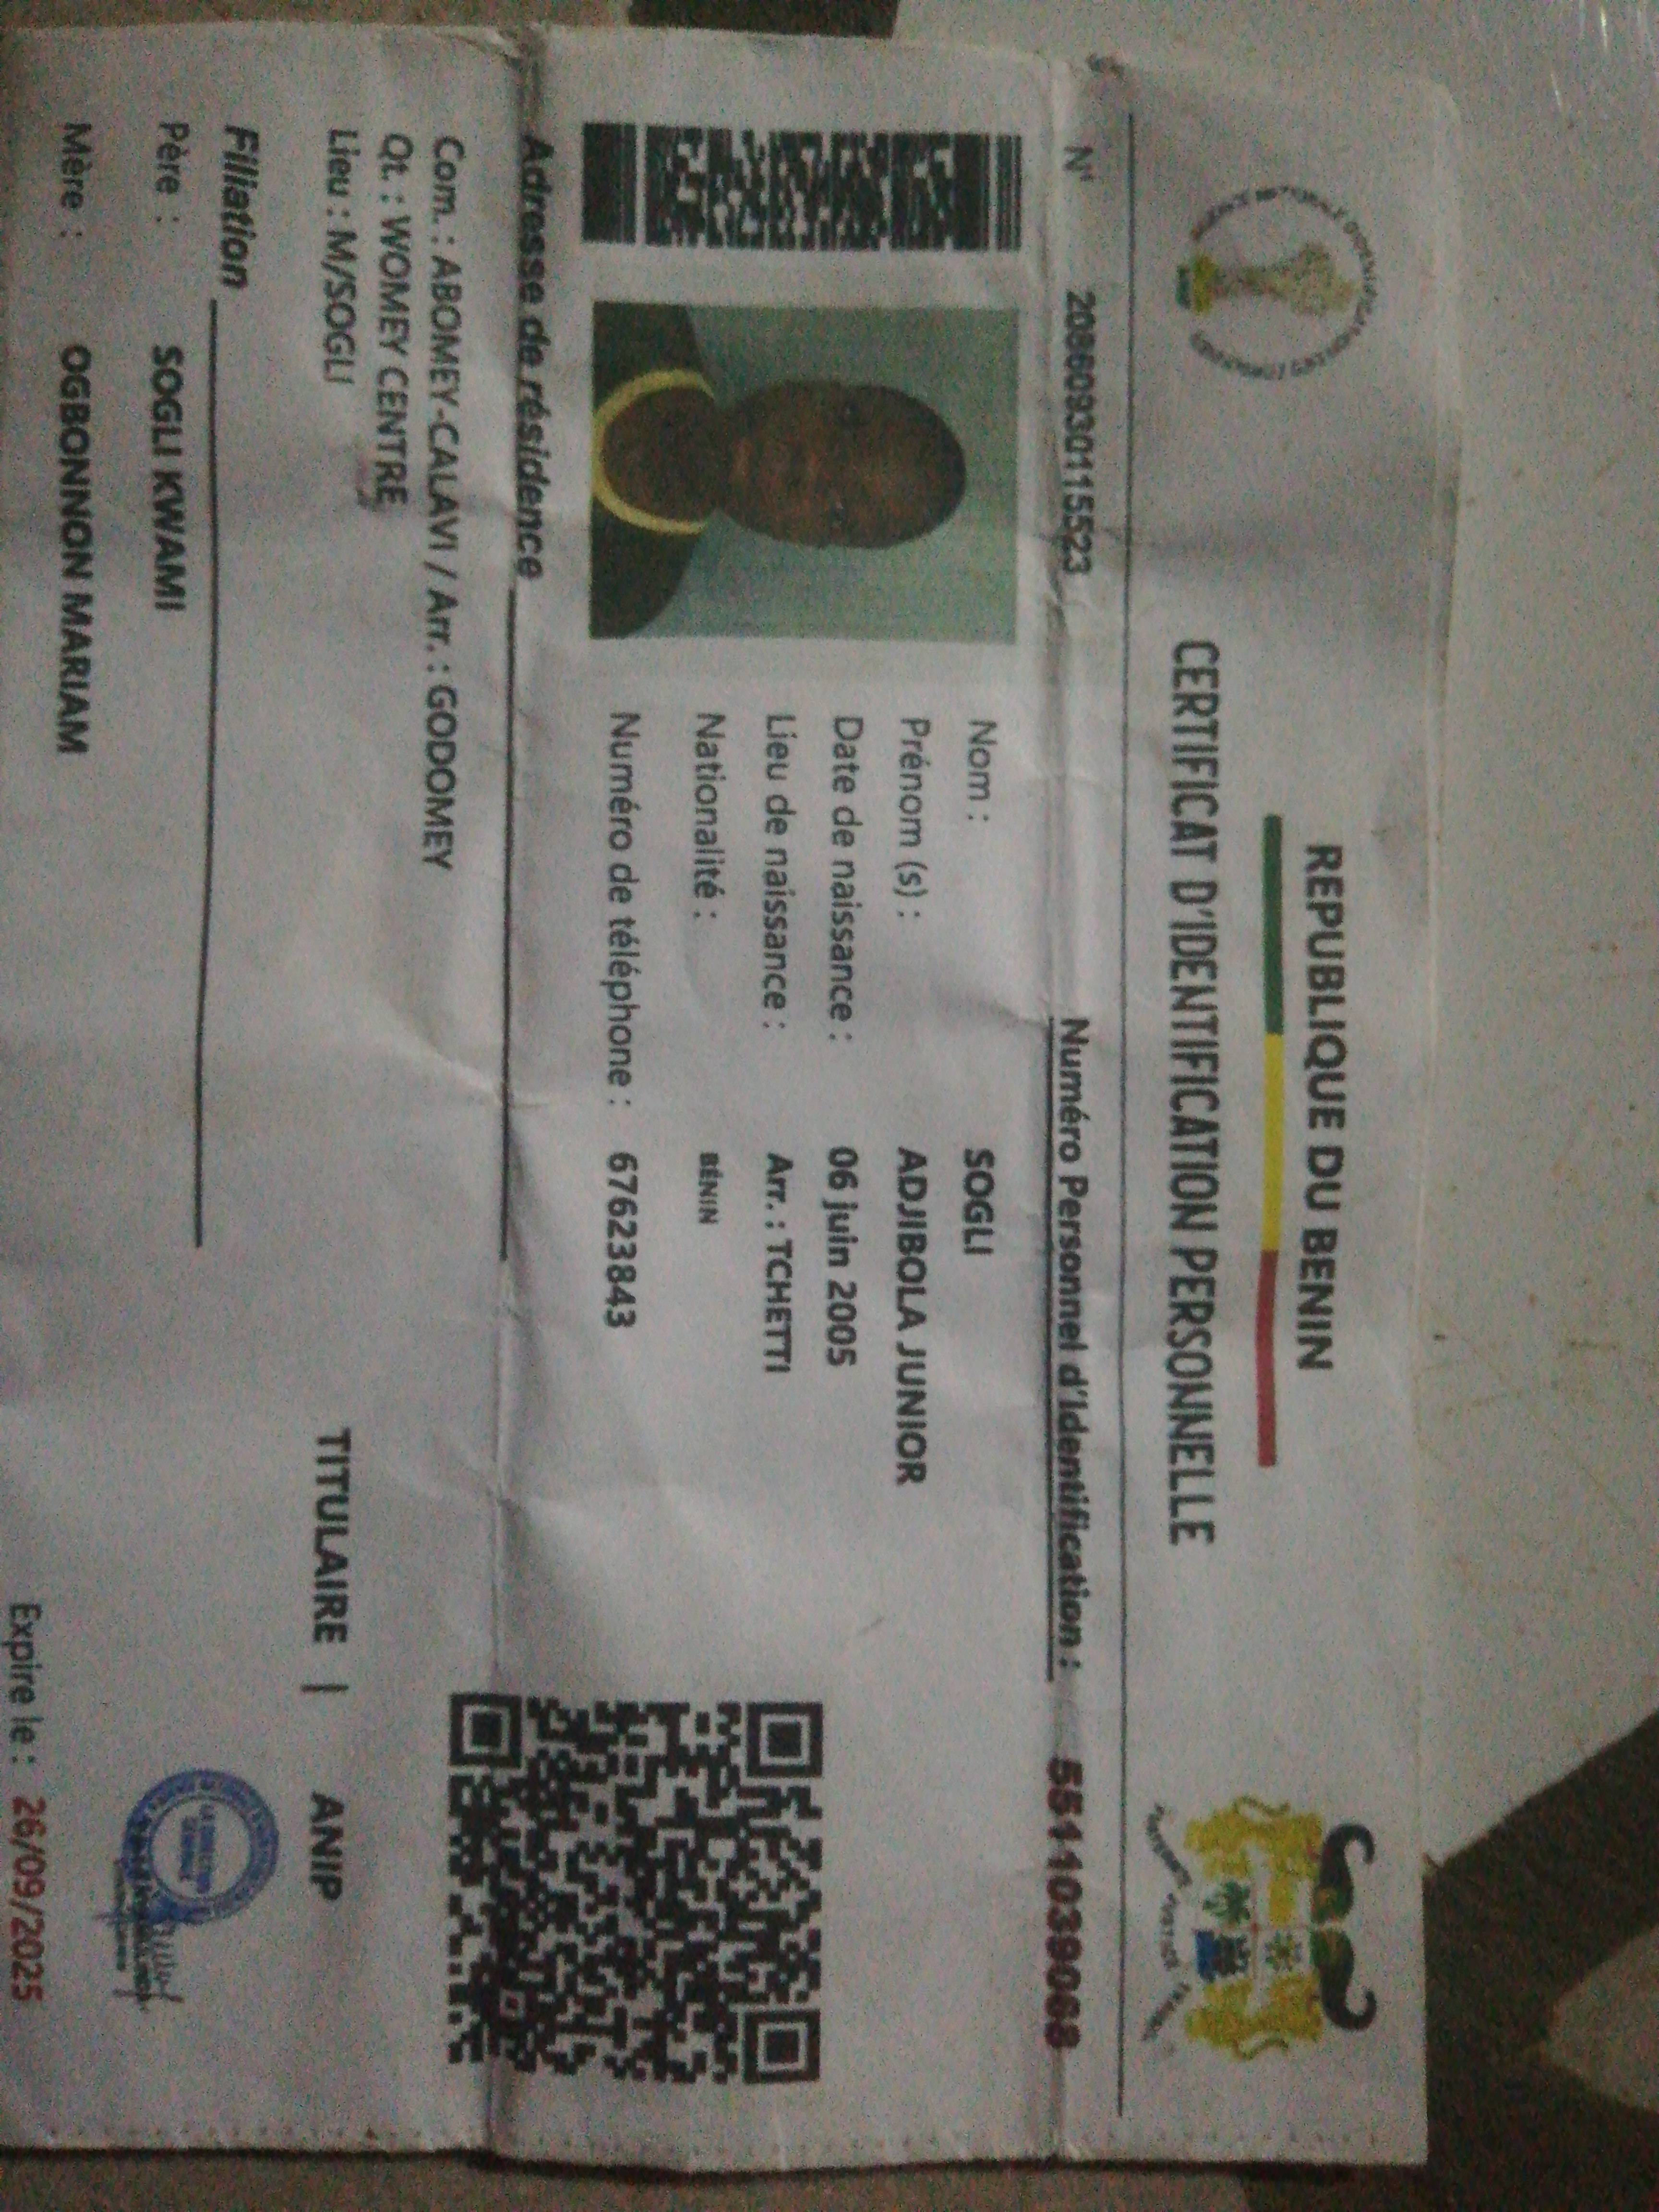 REPUBLIQUE DU BENIN
CERTIFICAT D'IDENTIFICATION PERSONNELLE
N° 2086093011 5523 Numéro Personnel d'Identification : 5511039068
Nom : SOGLI
Prénom (s) : ADJIBOLA JUNIOR
Date de naissance : 06 juin 2005
Lieu de naissance : Arr. : TCHETTI
Nationalité : BÉNIN
Numéro de téléphone : 67623843
Adresse de résidence
Com. : ABOMEY-CALAVI / Arr. : GODOMEY
Qt. : WOMEY CENTRE
Lieu : M/SOGLI
TITULAIRE | ANIP
Filiation
Père : SOGLI KWAMI
Mère : OGBONNON MARIAM
Expire le : 26/09/2025